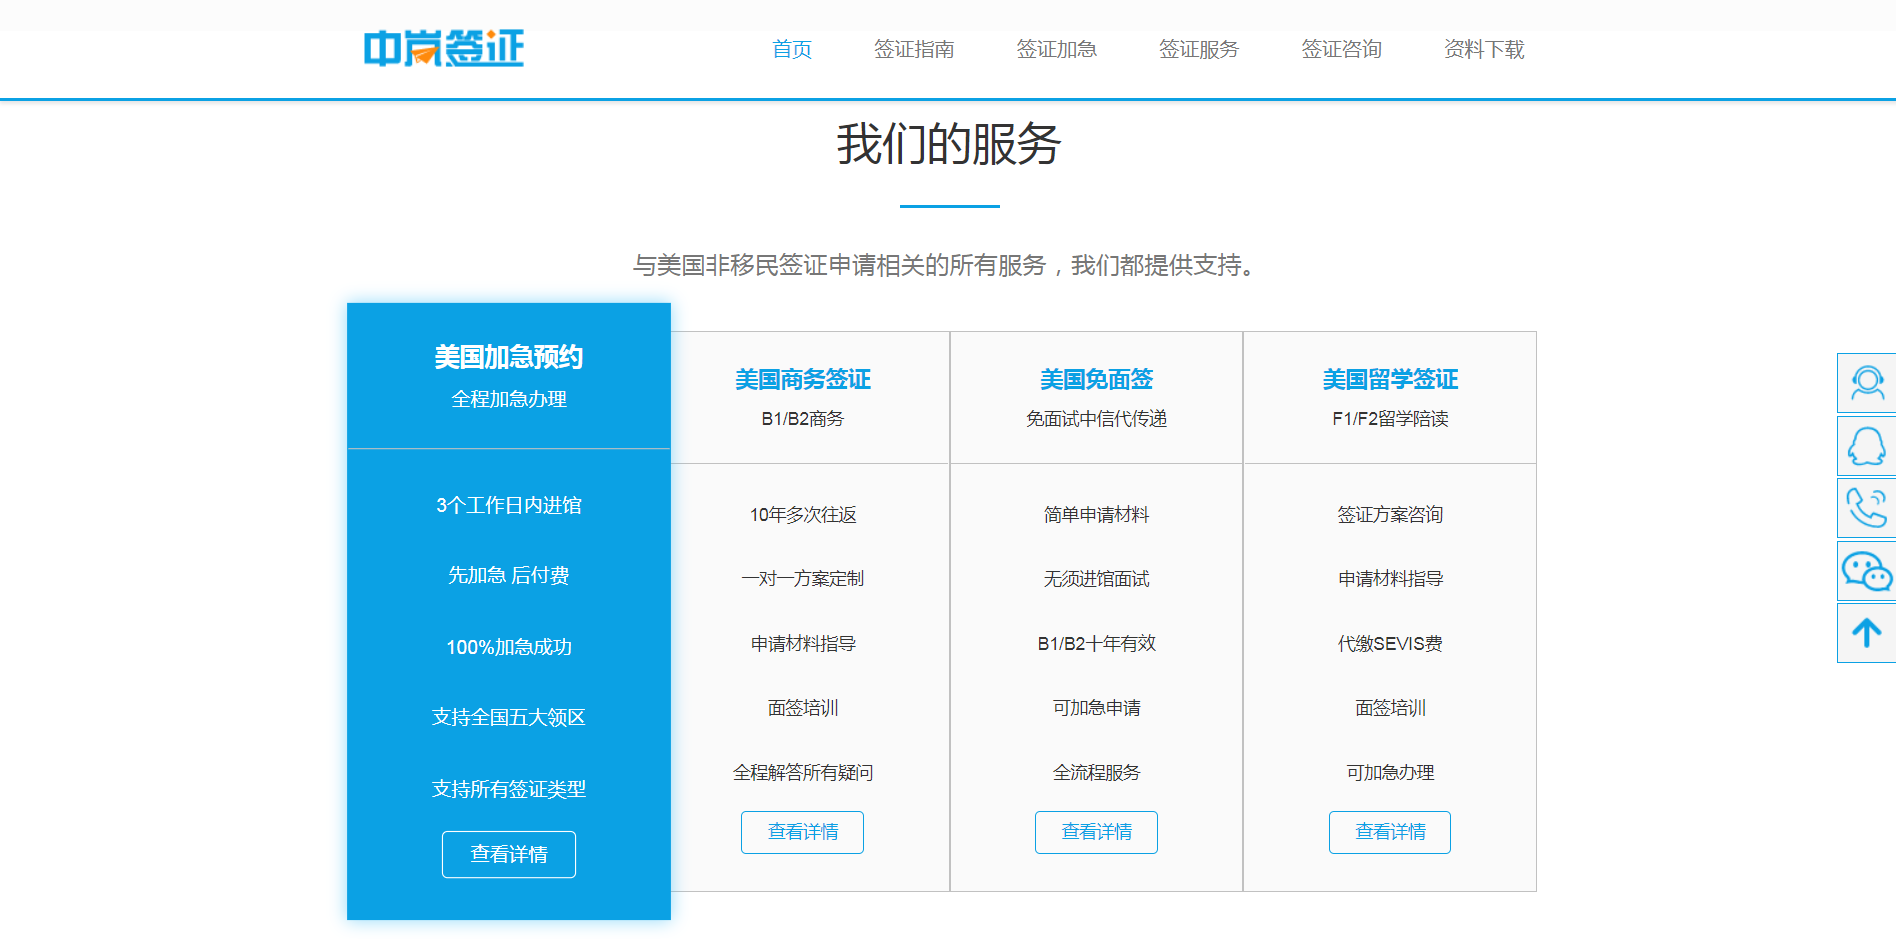 中岚签证
首页 签证指南 签证加急 签证服务 签证咨询 资料下载
我们的服务
与美国非移民签证申请相关的所有服务，我们都提供支持。
美国加急预约
全程加急办理
3个工作日内进馆
先加急 后付费
100%加急成功
支持全国五大领区
支持所有签证类型
查看详情
美国商务签证
B1/B2商务
10年多次往返
一对一方案定制
申请材料指导
面签培训
全程解答所有疑问
查看详情
美国免面签
免面试中信代传递
简单申请材料
无须进馆面试
B1/B2十年有效
可加急申请
全流程服务
查看详情
美国留学签证
F1/F2留学陪读
签证方案咨询
申请材料指导
代缴SEVIS费
面签培训
可加急办理
查看详情